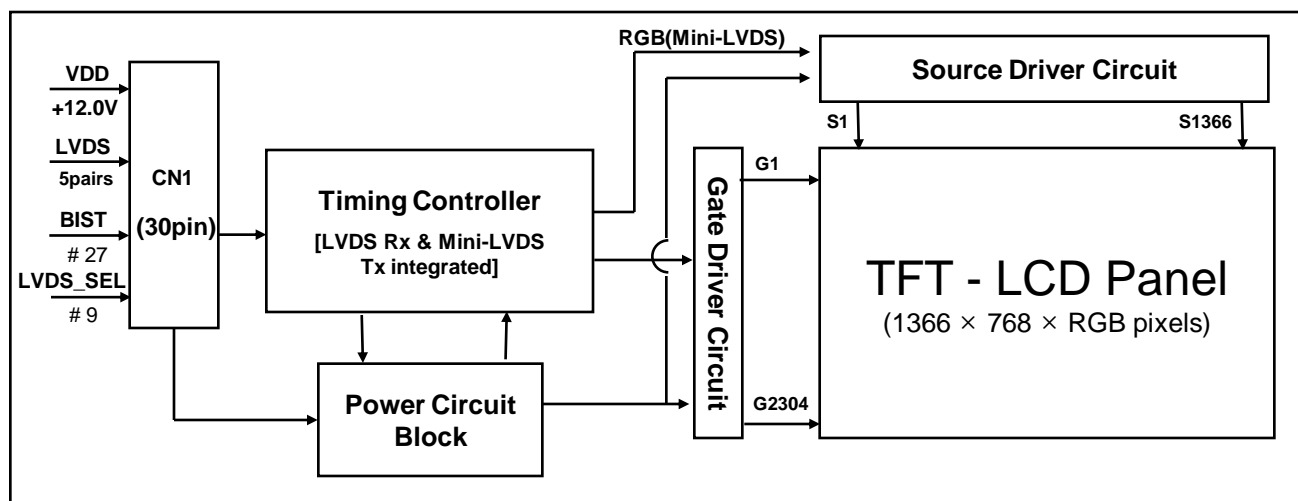 RGB(Mini-LVDS)
Source Driver Circuit
S1
S1366
VDD
+12.0V
LVDS
5pairs
BIST
# 27
LVDS_SEL
# 9
CN1
(30pin)
Timing Controller
[LVDS Rx & Mini-LVDS
Tx integrated]
Power Circuit
Block
Gate Driver Circuit
G1
G2304
TFT - LCD Panel
(1366 × 768 × RGB pixels)